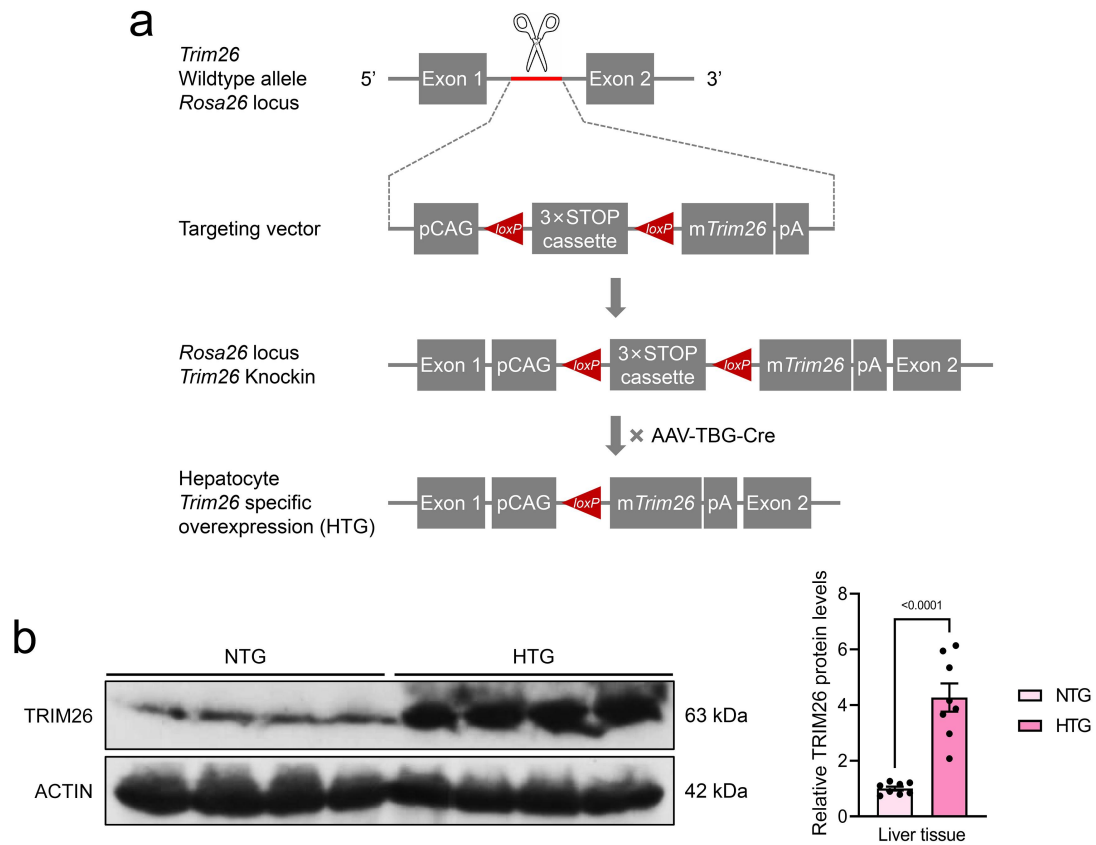 a
Trim26
Wildtype allele
Rosa26 locus
5’ Exon 1 Exon 2 3’
Targeting vector
pCAG loxP 3×STOP cassette loxP mTrim26 pA
Rosa26 locus
Trim26 Knockin
Exon 1 pCAG loxP 3×STOP cassette loxP mTrim26 pA Exon 2
× AAV-TBG-Cre
Hepatocyte
Trim26 specific
overexpression (HTG)
Exon 1 pCAG loxP mTrim26 pA Exon 2
b
NTG HTG
TRIM26 63 kDa
ACTIN 42 kDa
Relative TRIM26 protein levels
8
6
4
2
0
<0.0001
Liver tissue
NTG
HTG